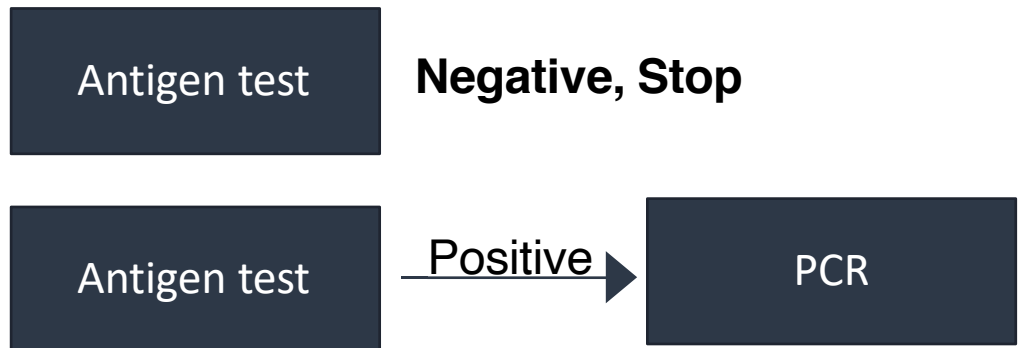 Antigen test
Negative, Stop
Antigen test
Positive
PCR